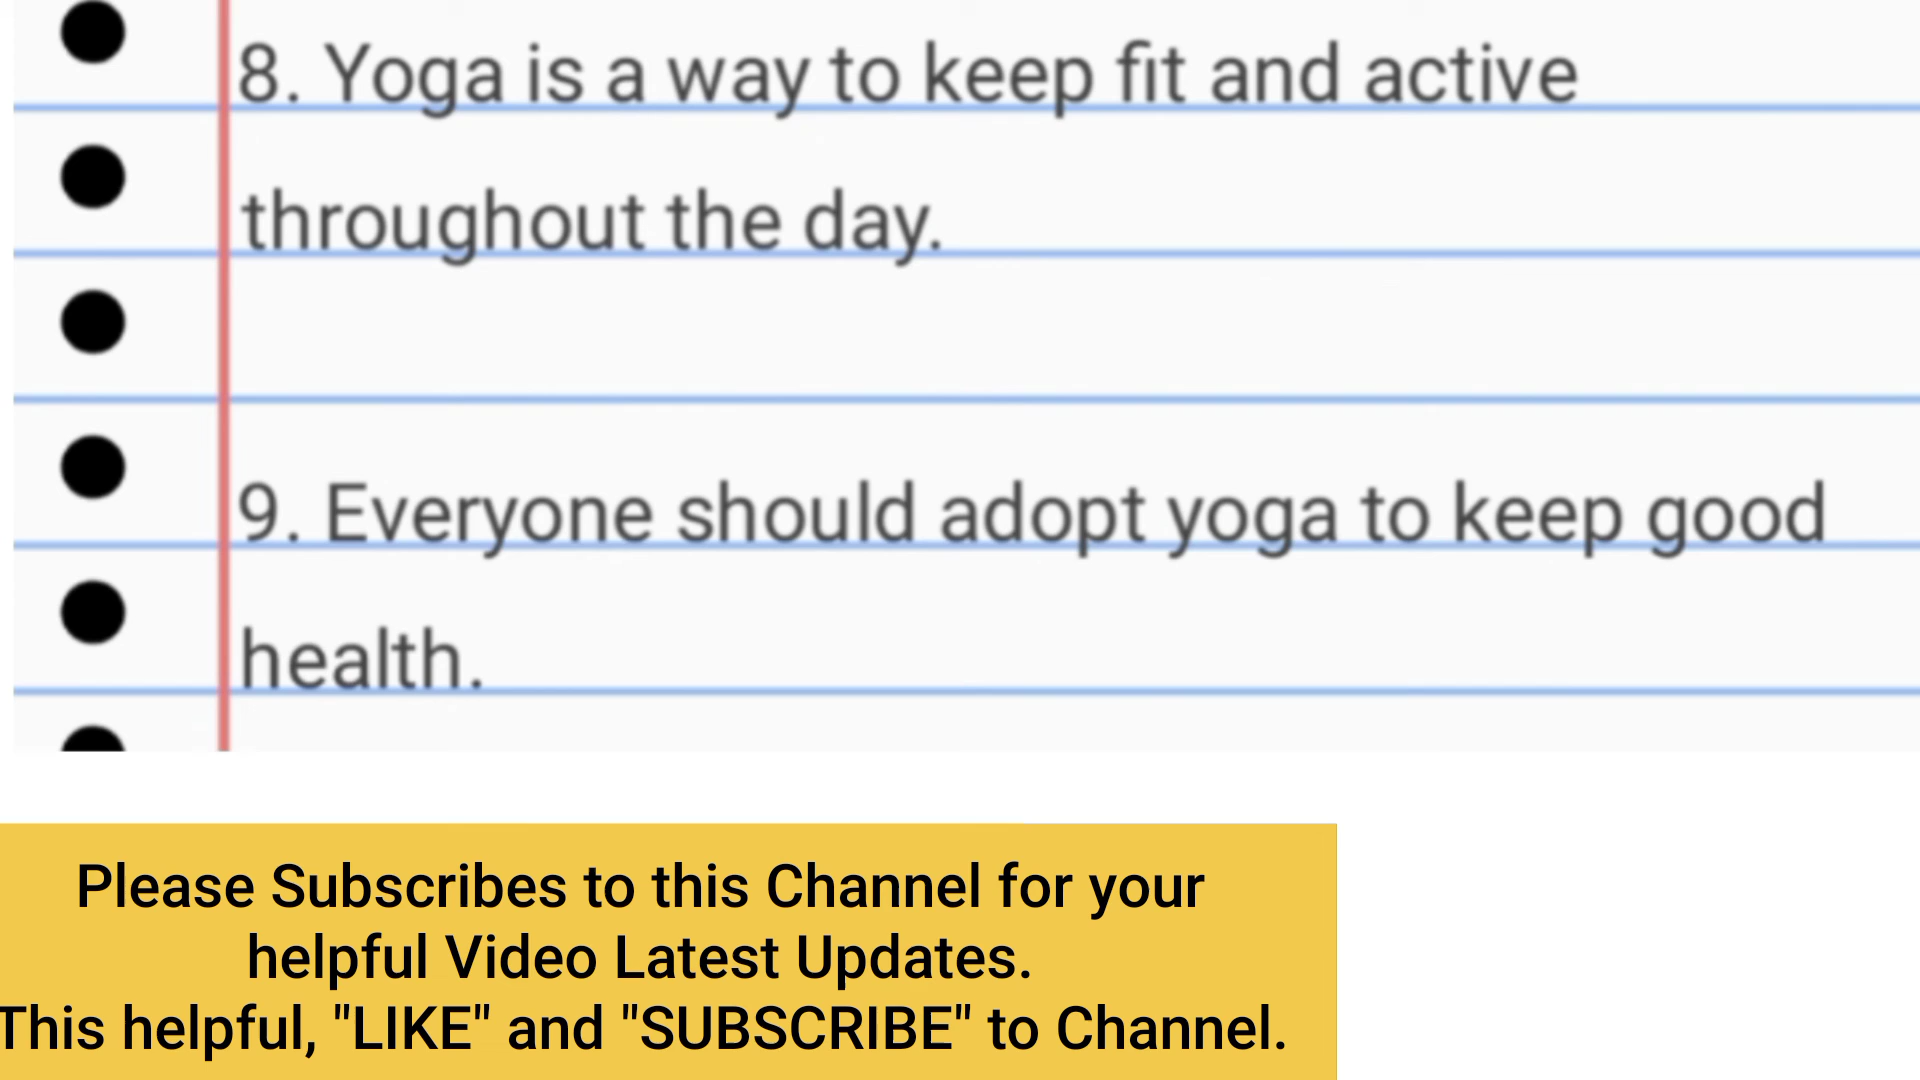 8. Yoga is a way to keep fit and active
throughout the day.
9. Everyone should adopt yoga to keep good
health.
Please Subscribes to this Channel for your
helpful Video Latest Updates.
This helpful, "LIKE" and "SUBSCRIBE" to Channel.